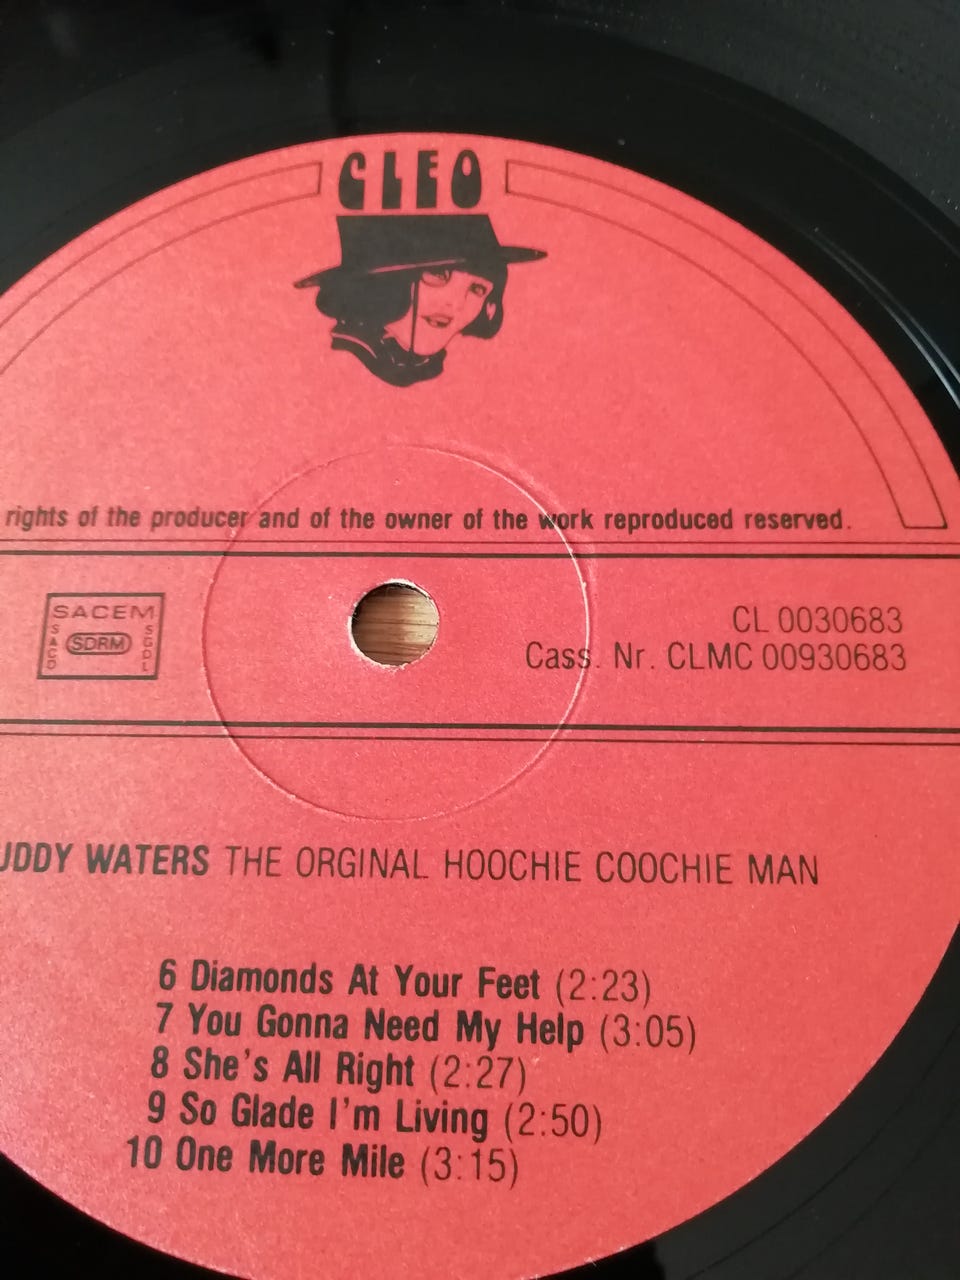 CLEO
rights of the producer and of the owner of the work reproduced reserved.
SACEM
SACD
SDRM
SGDL
CL 0030683
Cass. Nr. CLMC 00930683
UDDY WATERS THE ORGINAL HOOCHIE COOCHIE MAN
6 Diamonds At Your Feet (2:23)
7 You Gonna Need My Help (3:05)
8 She's All Right (2:27)
9 So Glade I'm Living (2:50)
10 One More Mile (3:15)